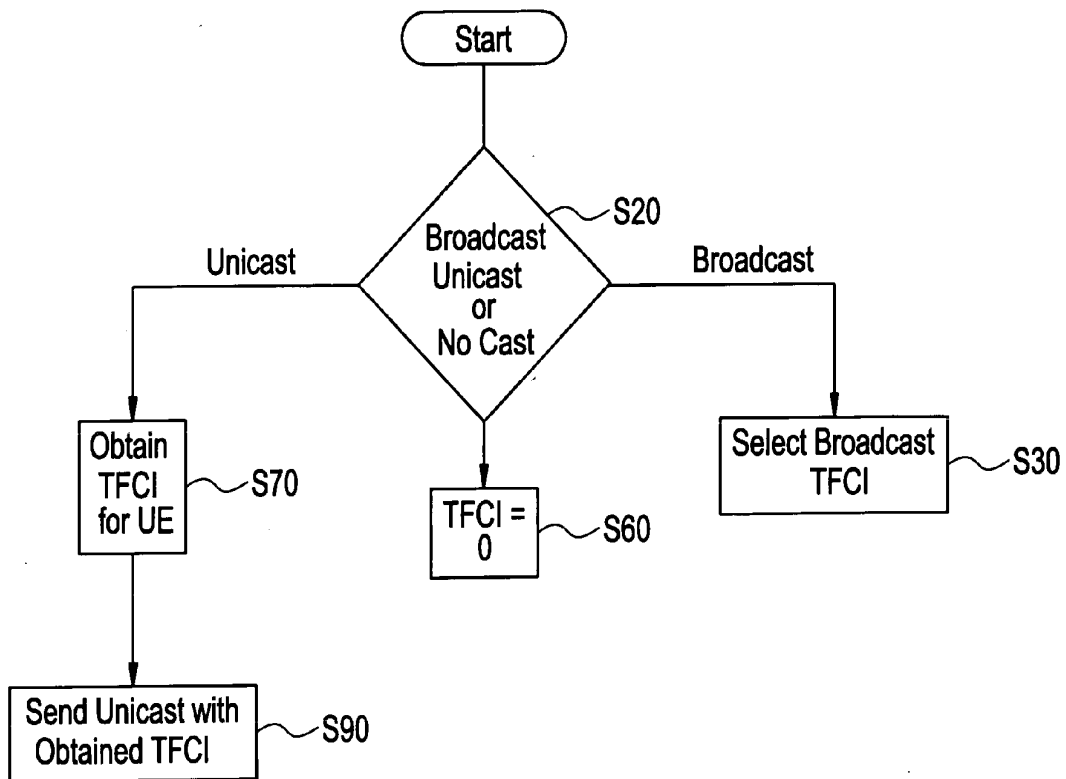 Start
S20
Broadcast
Unicast
or
No Cast
Unicast
Broadcast
Obtain
TFCI
for UE
S70
TFCI =
0
S60
Select Broadcast
TFCI
S30
Send Unicast with
Obtained TFCI
S90